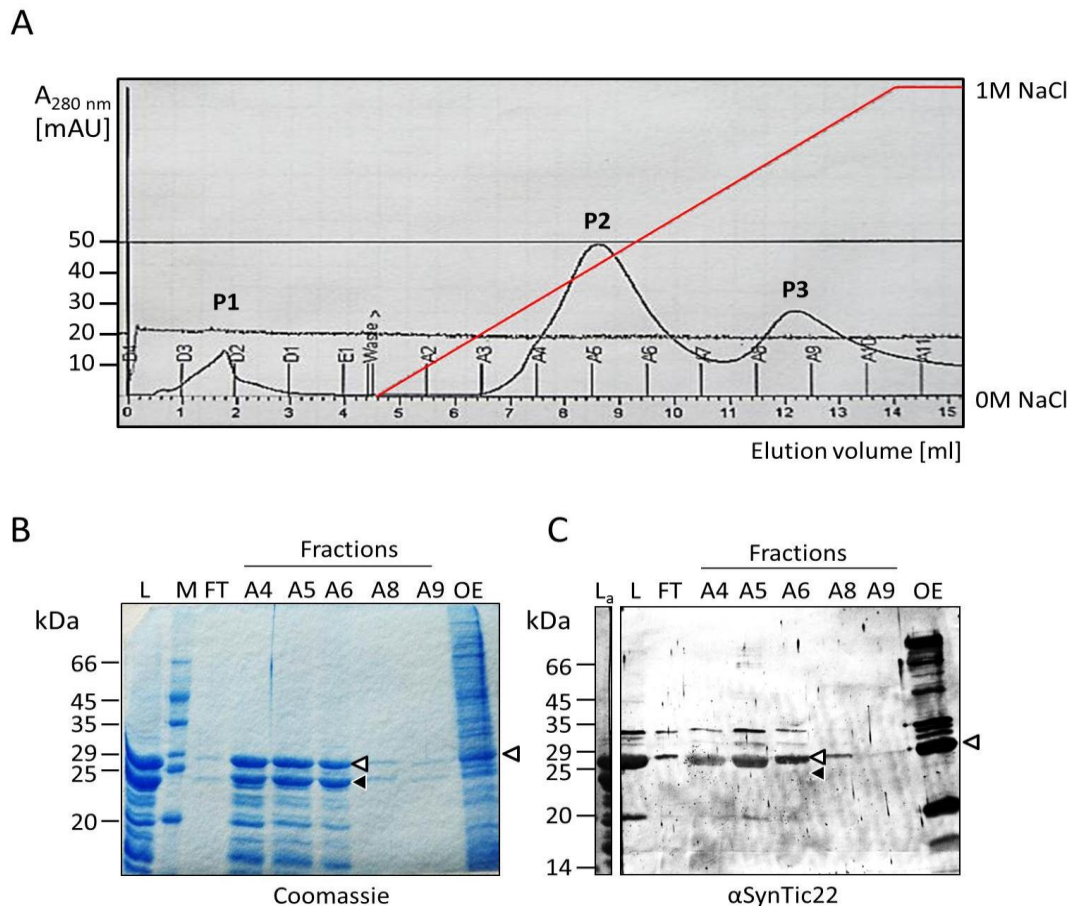 A
A280 nm
[mAU]
1M NaCl
50
40
30
20
10
P1
P2
P3
D4 D3 D2 D1 E1 Waste > A2 A3 A4 A5 A6 A7 A8 A9 A10 A11
0 1 2 3 4 5 6 7 8 9 10 11 12 13 14 15
0M NaCl
Elution volume [ml]
B
Fractions
L M FT A4 A5 A6 A8 A9 OE
kDa
66
45
35
29
25
20
Coomassie
C
Fractions
La L FT A4 A5 A6 A8 A9 OE
kDa
66
45
35
29
25
20
14
αSynTic22